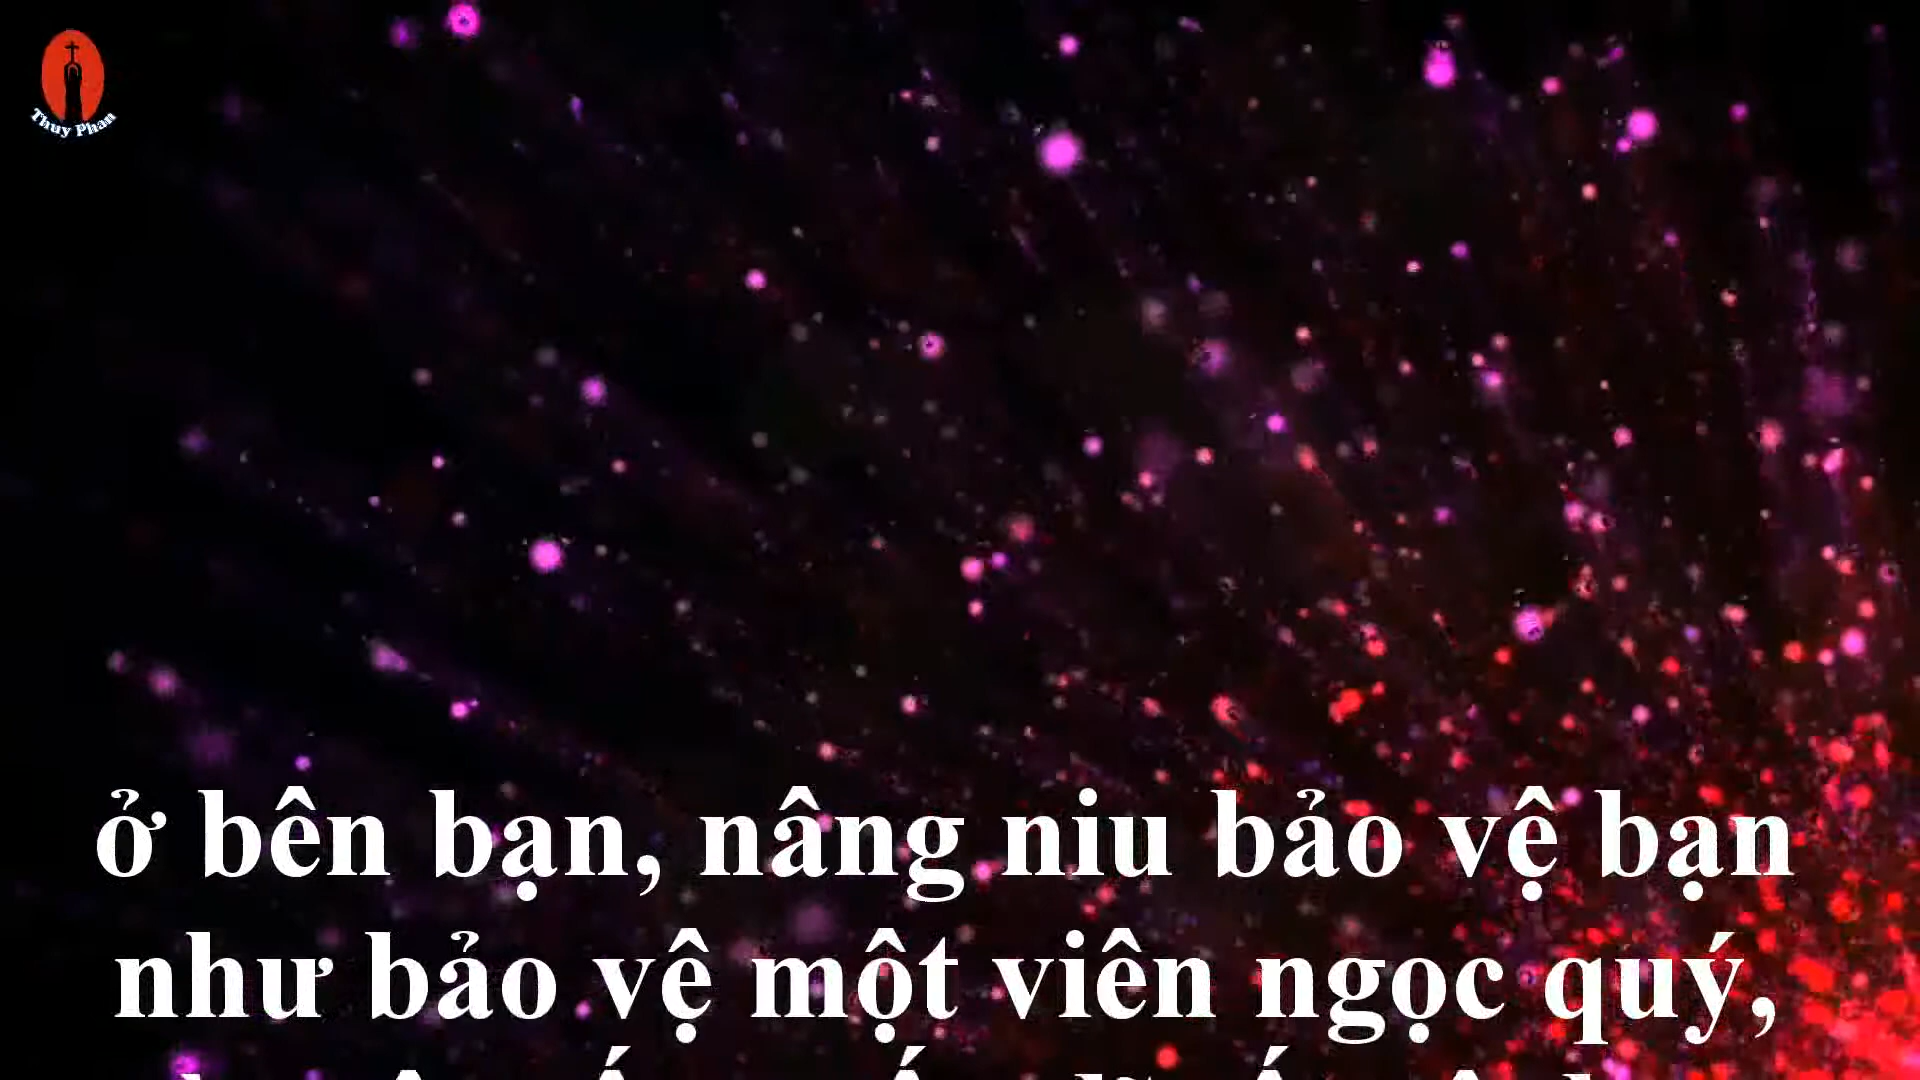 Thuy Phan
ở bên bạn, nâng niu bảo vệ bạn
như bảo vệ một viên ngọc quý,